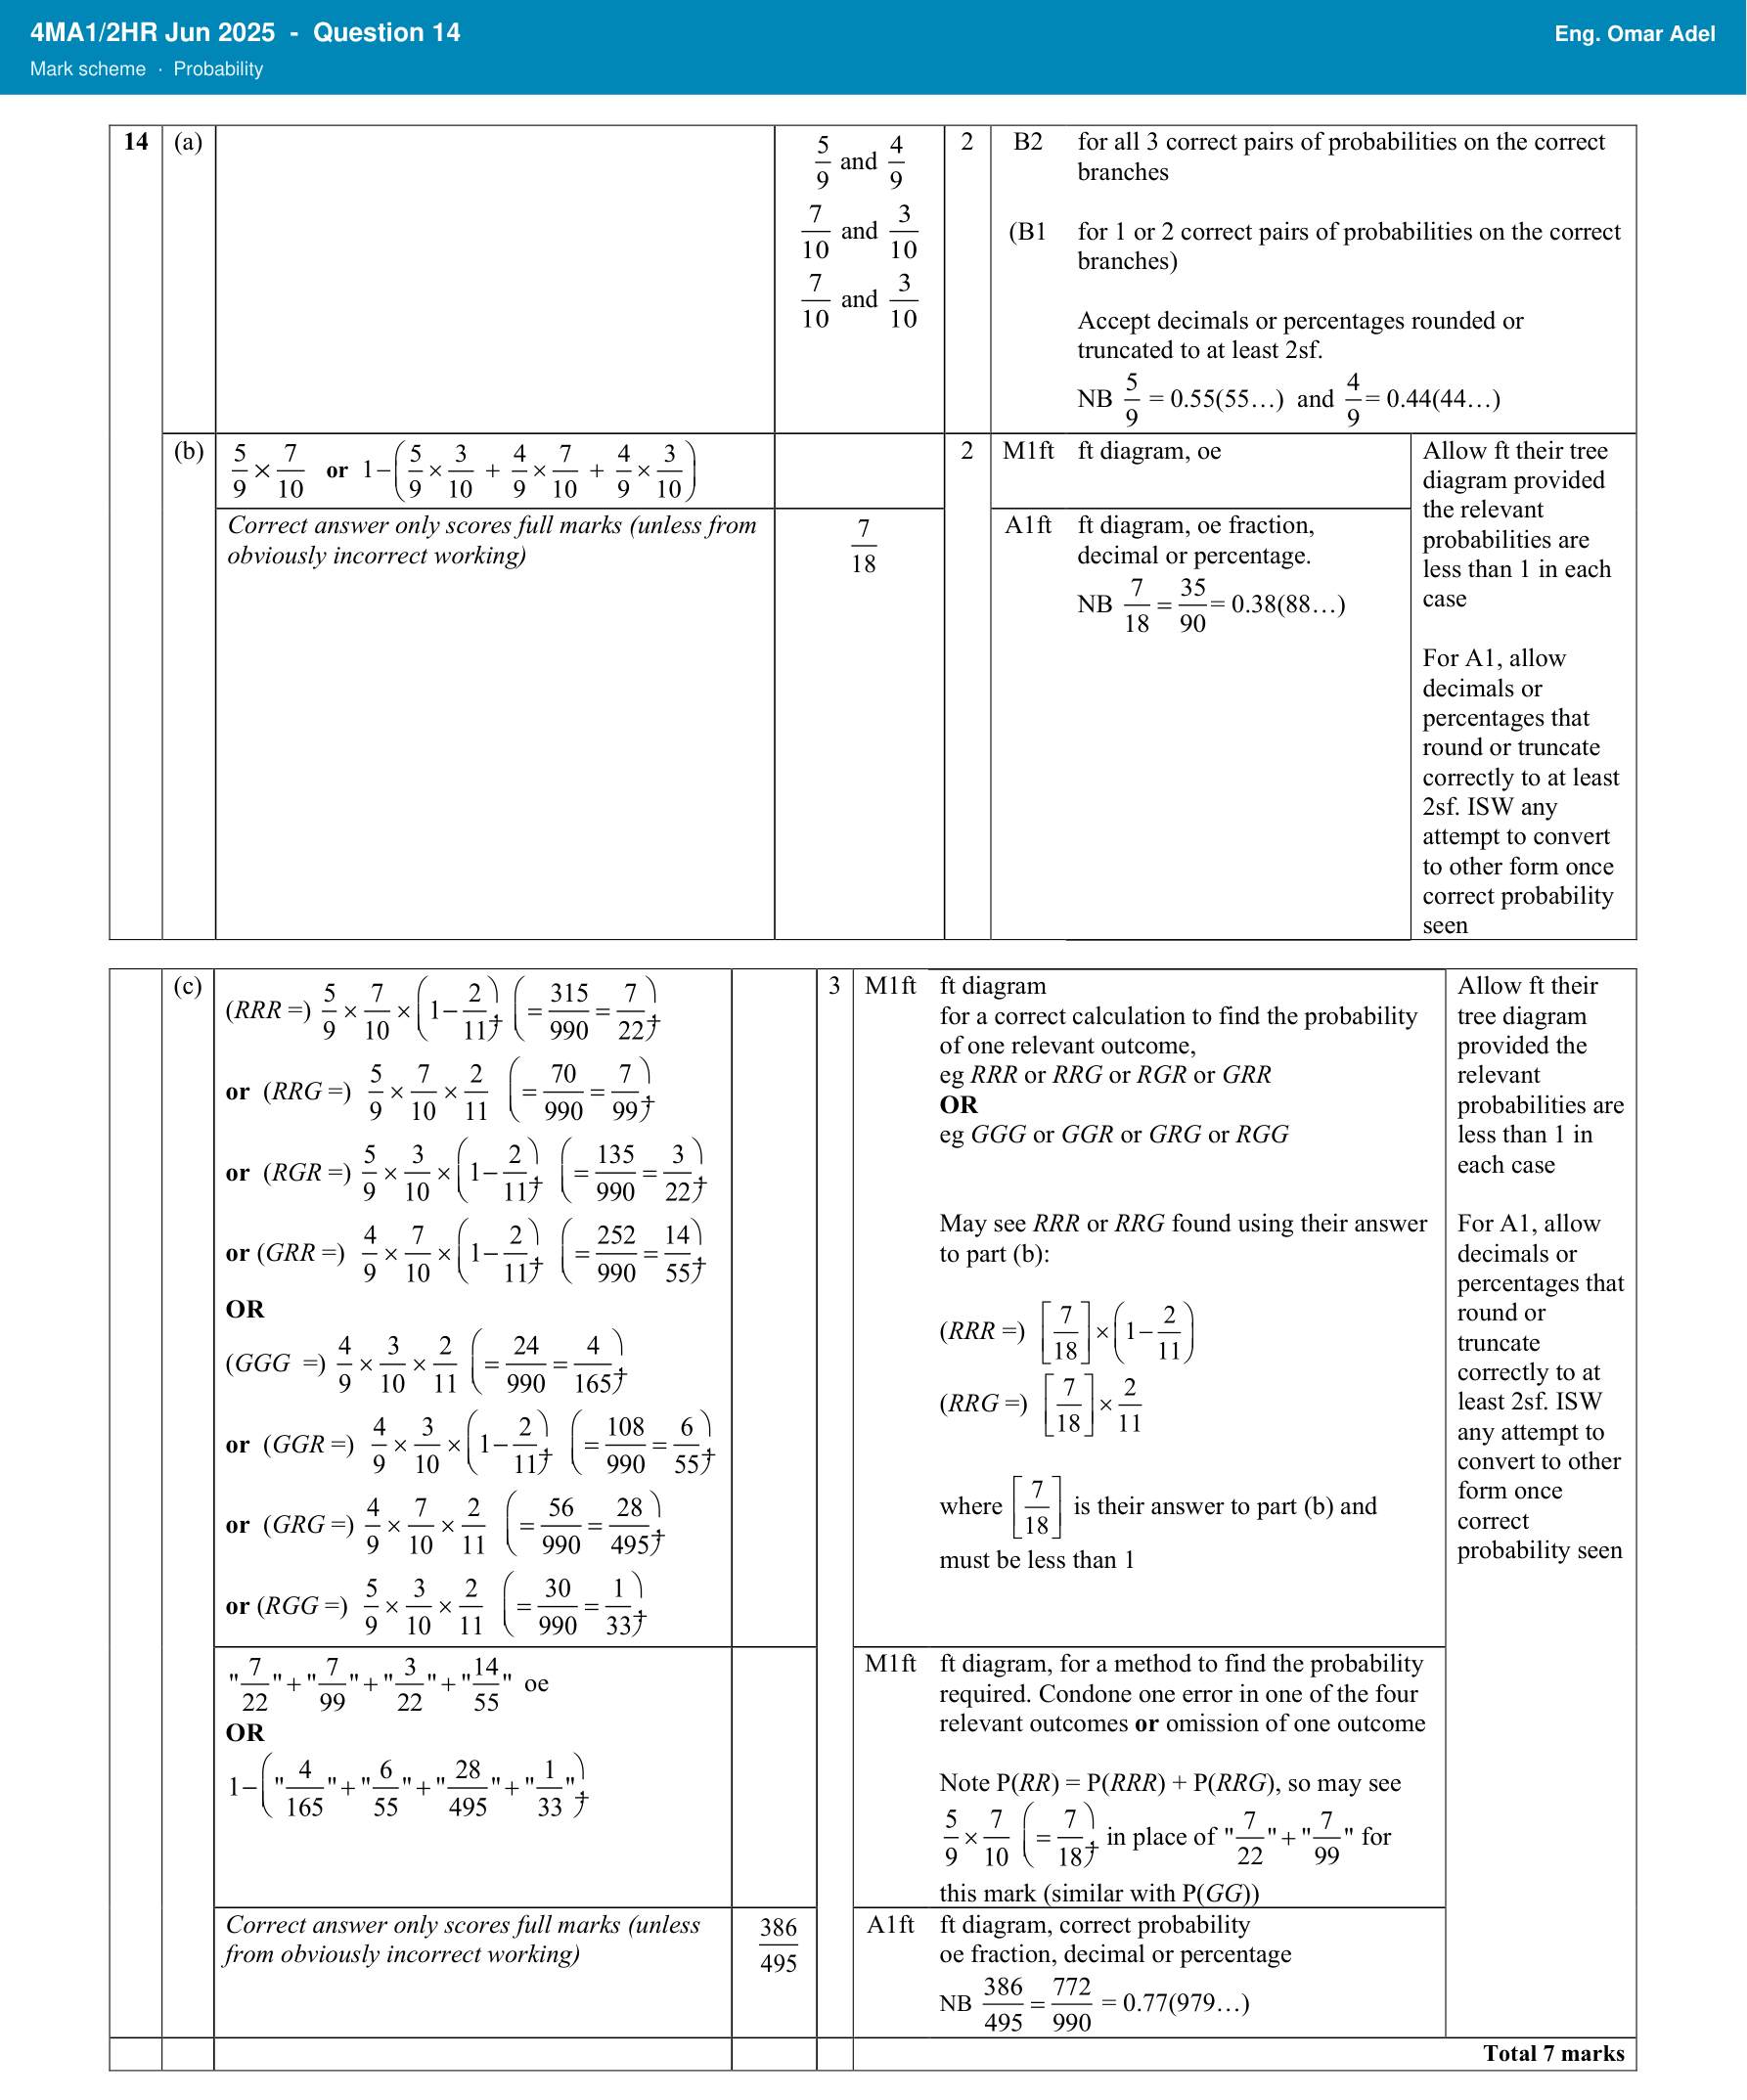 4MA1/2HR Jun 2025 - Question 14
Eng. Omar Adel
Mark scheme · Probability
14 (a) 5/9 and 4/9 2 B2 for all 3 correct pairs of probabilities on the correct
branches
7/10 and 3/10 (B1 for 1 or 2 correct pairs of probabilities on the correct
branches)
7/10 and 3/10
Accept decimals or percentages rounded or
truncated to at least 2sf.
NB 5/9 = 0.55(55…) and 4/9 = 0.44(44…)
(b) 5/9 × 7/10 or 1−(5/9 × 3/10 + 4/9 × 7/10 + 4/9 × 3/10) 2 M1ft ft diagram, oe
Correct answer only scores full marks (unless from
obviously incorrect working)
7/18
A1ft ft diagram, oe fraction,
decimal or percentage.
NB 7/18 = 35/90 = 0.38(88…)
Allow ft their tree
diagram provided
the relevant
probabilities are
less than 1 in each
case
For A1, allow
decimals or
percentages that
round or truncate
correctly to at least
2sf. ISW any
attempt to convert
to other form once
correct probability
seen
(c) (RRR =) 5/9 × 7/10 × (1−2/11) (= 315/990 = 7/22)
or (RRG =) 5/9 × 7/10 × 2/11 (= 70/990 = 7/99)
or (RGR =) 5/9 × 3/10 × (1−2/11) (= 135/990 = 3/22)
or (GRR =) 4/9 × 7/10 × (1−2/11) (= 252/990 = 14/55)
OR
(GGG =) 4/9 × 3/10 × 2/11 (= 24/990 = 4/165)
or (GGR =) 4/9 × 3/10 × (1−2/11) (= 108/990 = 6/55)
or (GRG =) 4/9 × 7/10 × 2/11 (= 56/990 = 28/495)
or (RGG =) 5/9 × 3/10 × 2/11 (= 30/990 = 1/33)
3 M1ft ft diagram
for a correct calculation to find the probability
of one relevant outcome,
eg RRR or RRG or RGR or GRR
OR
eg GGG or GGR or GRG or RGG
May see RRR or RRG found using their answer
to part (b):
(RRR =) [7/18] × (1−2/11)
(RRG =) [7/18] × 2/11
where [7/18] is their answer to part (b) and
must be less than 1
Allow ft their
tree diagram
provided the
relevant
probabilities are
less than 1 in
each case
For A1, allow
decimals or
percentages that
round or
truncate
correctly to at
least 2sf. ISW
any attempt to
convert to other
form once
correct
probability seen
"7/22"+"7/99"+"3/22"+"14/55" oe
OR
1−("4/165"+"6/55"+"28/495"+"1/33")
M1ft ft diagram, for a method to find the probability
required. Condone one error in one of the four
relevant outcomes or omission of one outcome
Note P(RR) = P(RRR) + P(RRG), so may see
5/9 × 7/10 (= 7/18) in place of "7/22"+"7/99" for
this mark (similar with P(GG))
Correct answer only scores full marks (unless
from obviously incorrect working)
386/495
A1ft ft diagram, correct probability
oe fraction, decimal or percentage
NB 386/495 = 772/990 = 0.77(979…)
Total 7 marks